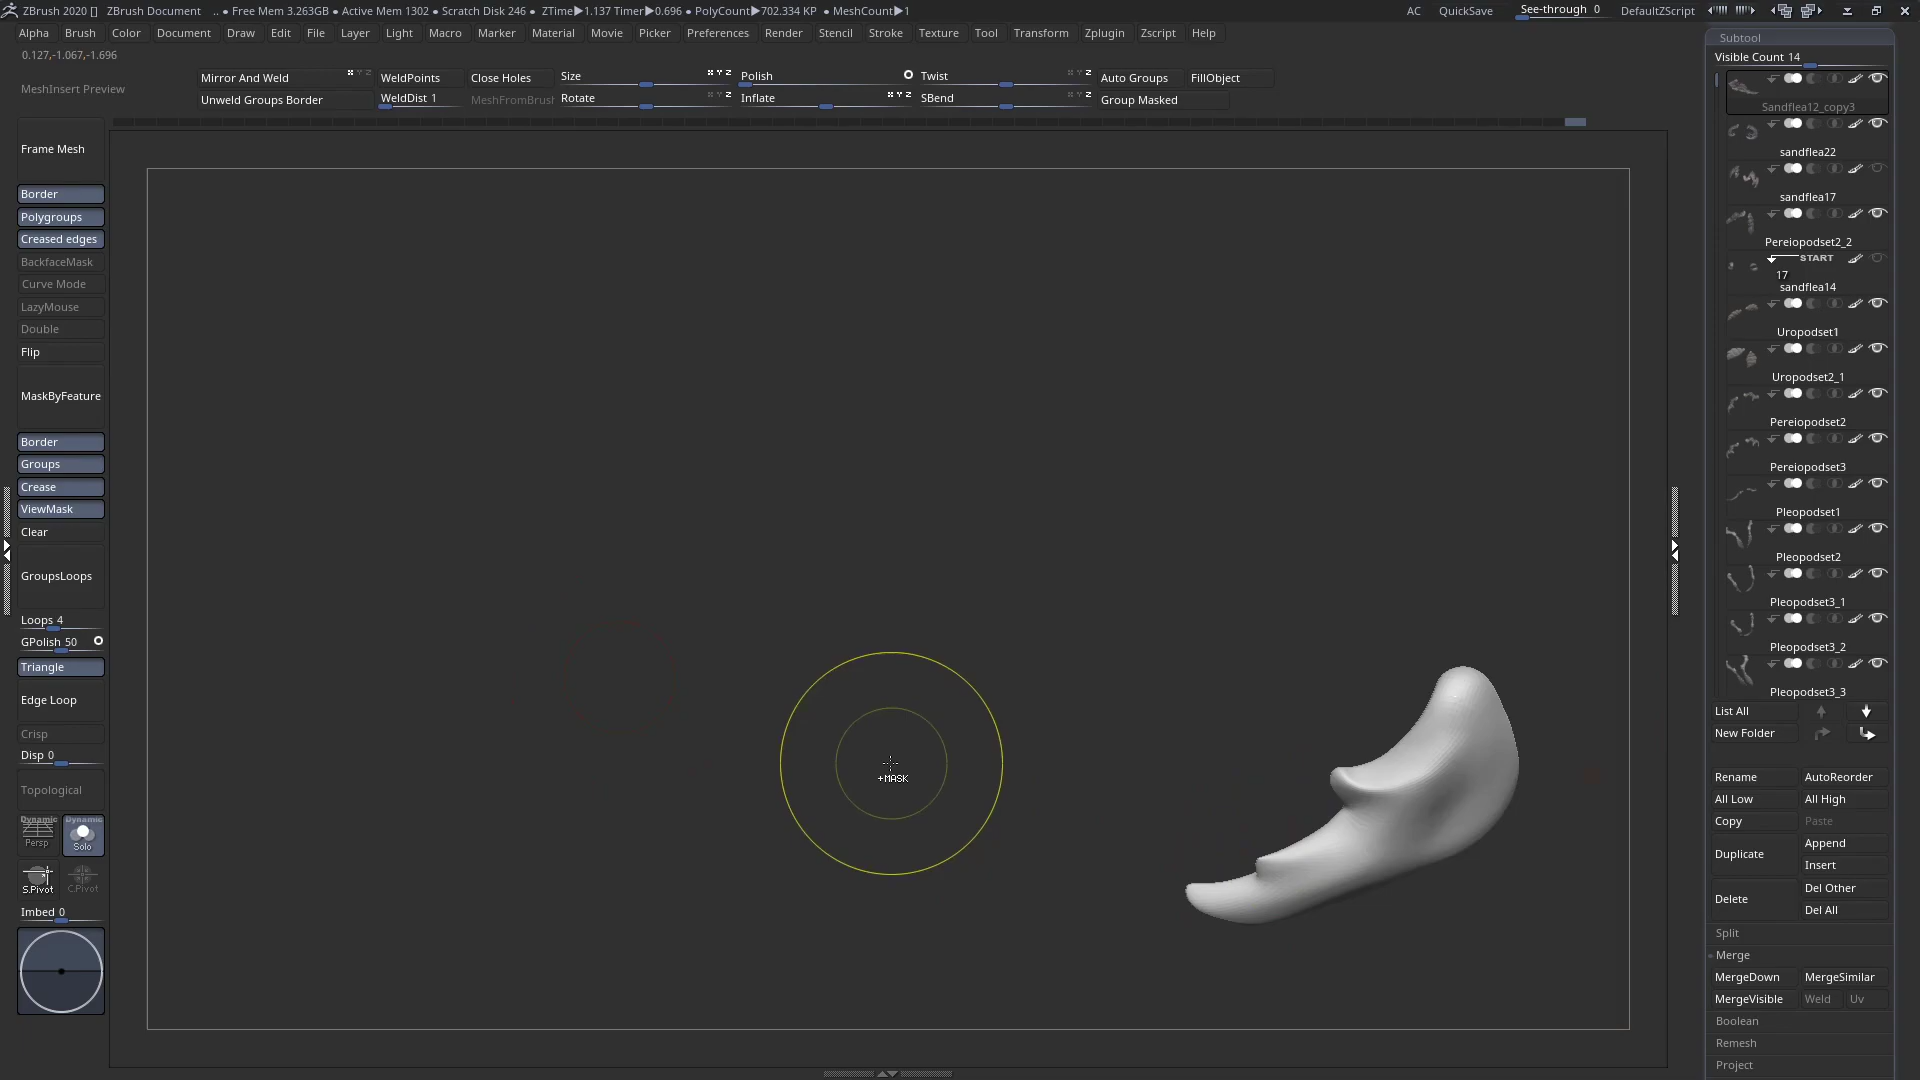 ZBrush 2020 [] ZBrush Document .. • Free Mem 3.263GB • Active Mem 1302 • Scratch Disk 246 • ZTime▶1.137 Timer▶0.696 • PolyCount▶702.334 KP • MeshCount▶1 AC QuickSave See-through 0 DefaultZScript
Alpha Brush Color Document Draw Edit File Layer Light Macro Marker Material Movie Picker Preferences Render Stencil Stroke Texture Tool Transform Zplugin Zscript Help
0.127,-1.067,-1.696
MeshInsert Preview
Mirror And Weld WeldPoints Close Holes Size Polish Twist Auto Groups FillObject
Unweld Groups Border WeldDist 1 MeshFromBrush Rotate Inflate SBend Group Masked
Frame Mesh
Border
Polygroups
Creased edges
BackfaceMask
Curve Mode
LazyMouse
Double
Flip
MaskByFeature
Border
Groups
Crease
ViewMask
Clear
GroupsLoops
Loops 4
GPolish 50
Triangle
Edge Loop
Crisp
Disp 0
Topological
Dynamic Dynamic
Persp Solo
S.Pivot C.Pivot
Imbed 0
+MASK
Subtool
Visible Count 14
Sandflea12_copy3
sandflea22
sandflea17
Pereiopodset2_2
START
17
sandflea14
Uropodset1
Uropodset2_1
Pereiopodset2
Pereiopodset3
Pleopodset1
Pleopodset2
Pleopodset3_1
Pleopodset3_2
Pleopodset3_3
List All
New Folder
Rename AutoReorder
All Low All High
Copy Paste
Duplicate Append
Insert
Delete Del Other
Del All
Split
Merge
MergeDown MergeSimilar
MergeVisible Weld Uv
Boolean
Remesh
Project